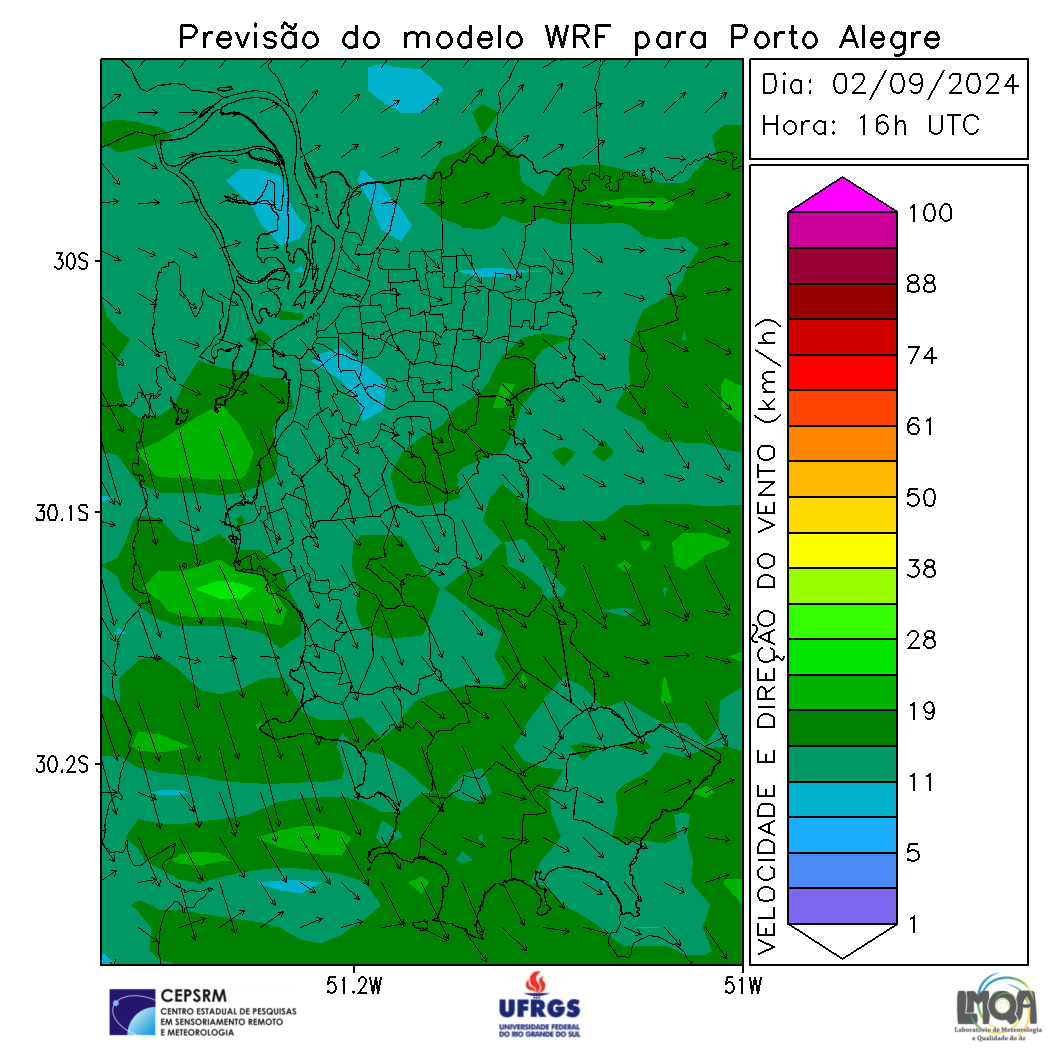 Previsão do modelo WRF para Porto Alegre
Dia: 02/09/2024
Hora: 16h UTC
30S
30.1S
30.2S
51.2W
51W
VELOCIDADE E DIREÇÃO DO VENTO (km/h)
100
88
74
61
50
38
28
19
11
5
1
CEPSRM
CENTRO ESTADUAL DE PESQUISAS
EM SENSORIAMENTO REMOTO
E METEOROLOGIA
UFRGS
UNIVERSIDADE FEDERAL
DO RIO GRANDE DO SUL
LMQA
Laboratório de Meteorologia
e Qualidade do Ar